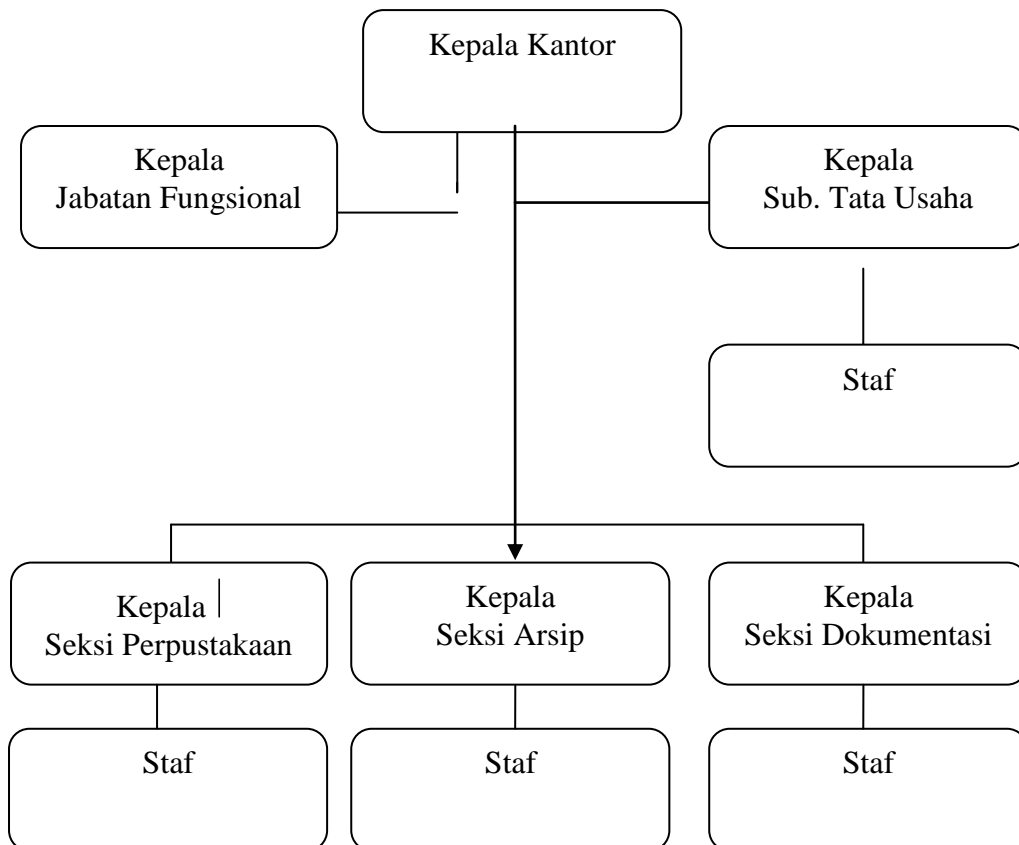 Kepala Kantor
Kepala
Jabatan Fungsional
Kepala
Sub. Tata Usaha
Staf
Kepala
Seksi Perpustakaan
Kepala
Seksi Arsip
Kepala
Seksi Dokumentasi
Staf
Staf
Staf